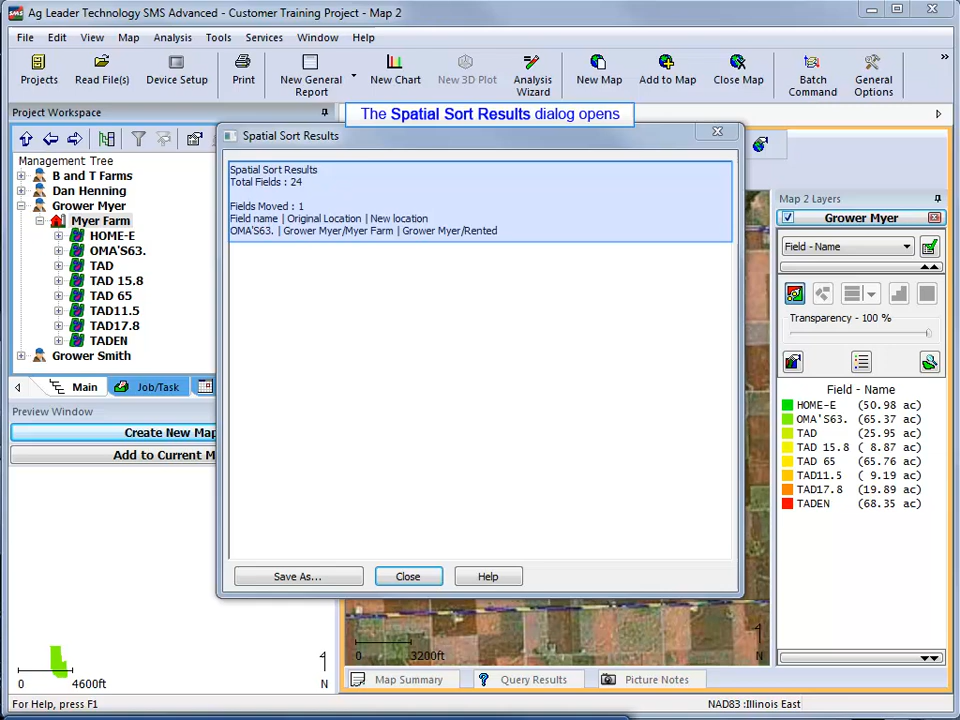 Ag Leader Technology SMS Advanced - Customer Training Project - Map 2
File Edit View Map Analysis Tools Services Window Help
Projects Read File(s) Device Setup Print New General Report New Chart New 3D Plot Analysis Wizard New Map Add to Map Close Map Batch Command General Options »
Project Workspace
The Spatial Sort Results dialog opens
Management Tree
B and T Farms
Dan Henning
Grower Myer
Myer Farm
HOME-E
OMA'S63.
TAD
TAD 15.8
TAD 65
TAD11.5
TAD17.8
TADEN
Grower Smith
Main Job/Task
Preview Window
Create New Map
Add to Current M
0 4600ft N
Spatial Sort Results
Spatial Sort Results
Total Fields : 24
Fields Moved : 1
Field name | Original Location | New location
OMA'S63. | Grower Myer/Myer Farm | Grower Myer/Rented
Save As... Close Help
0 3200ft N
Map Summary Query Results Picture Notes
Map 2 Layers
Grower Myer
Field - Name
Transparency - 100 %
Field - Name
HOME-E (50.98 ac)
OMA'S63. (65.37 ac)
TAD (25.95 ac)
TAD 15.8 ( 8.87 ac)
TAD 65 (65.76 ac)
TAD11.5 ( 9.19 ac)
TAD17.8 (19.89 ac)
TADEN (68.35 ac)
For Help, press F1 NAD83 :Illinois East